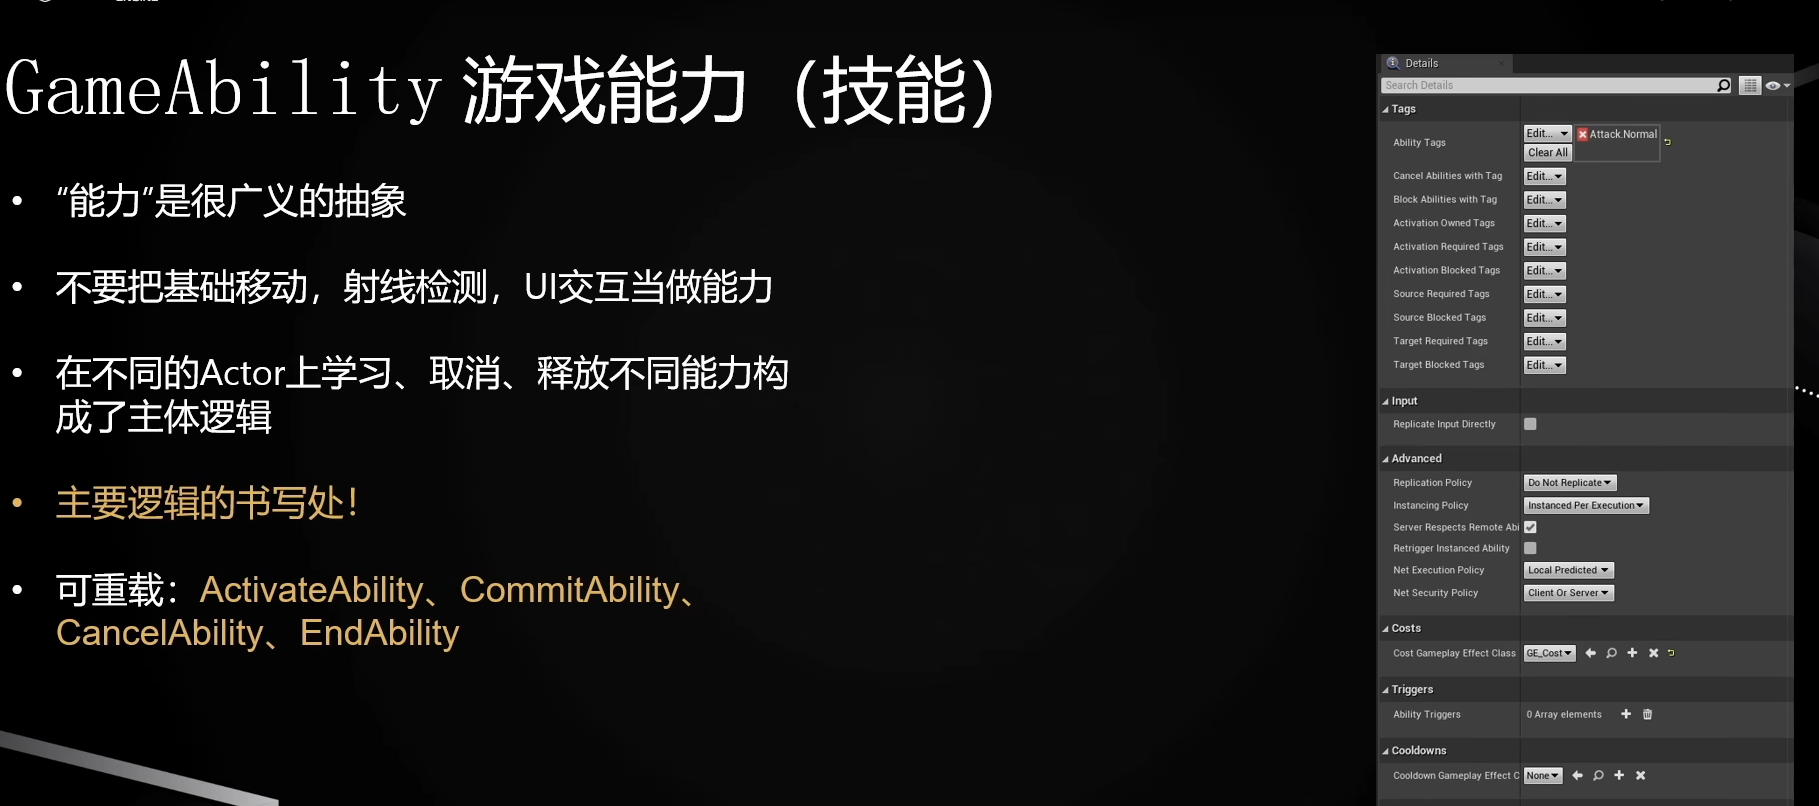 GameAbility 游戏能力（技能）
“能力”是很广义的抽象
不要把基础移动，射线检测，UI交互当做能力
在不同的Actor上学习、取消、释放不同能力构
成了主体逻辑
主要逻辑的书写处！
可重载：ActivateAbility、CommitAbility、
CancelAbility、EndAbility
Details
Search Details
Tags
Ability Tags Edit... Attack.Normal
Clear All
Cancel Abilities with Tag Edit...
Block Abilities with Tag Edit...
Activation Owned Tags Edit...
Activation Required Tags Edit...
Activation Blocked Tags Edit...
Source Required Tags Edit...
Source Blocked Tags Edit...
Target Required Tags Edit...
Target Blocked Tags Edit...
Input
Replicate Input Directly
Advanced
Replication Policy Do Not Replicate
Instancing Policy Instanced Per Execution
Server Respects Remote Abi
Retrigger Instanced Ability
Net Execution Policy Local Predicted
Net Security Policy Client Or Server
Costs
Cost Gameplay Effect Class GE_Cost
Triggers
Ability Triggers 0 Array elements
Cooldowns
Cooldown Gameplay Effect C None